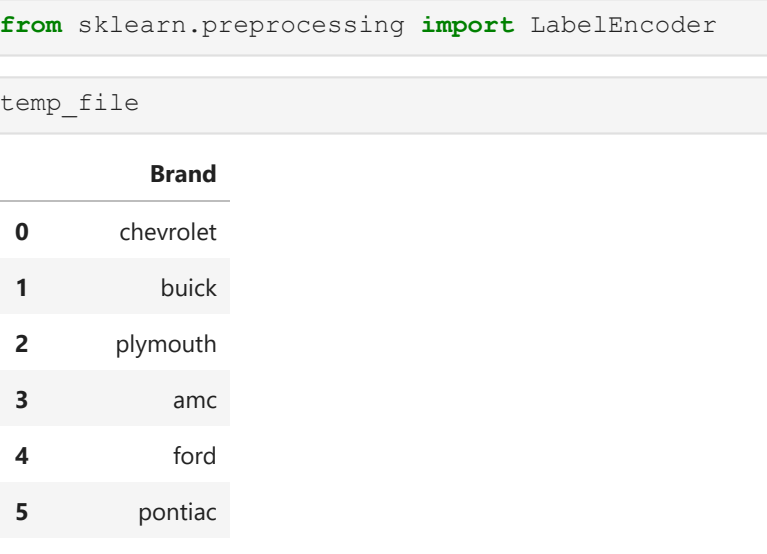 from sklearn.preprocessing import LabelEncoder
temp_file
Brand
0 chevrolet
1 buick
2 plymouth
3 amc
4 ford
5 pontiac